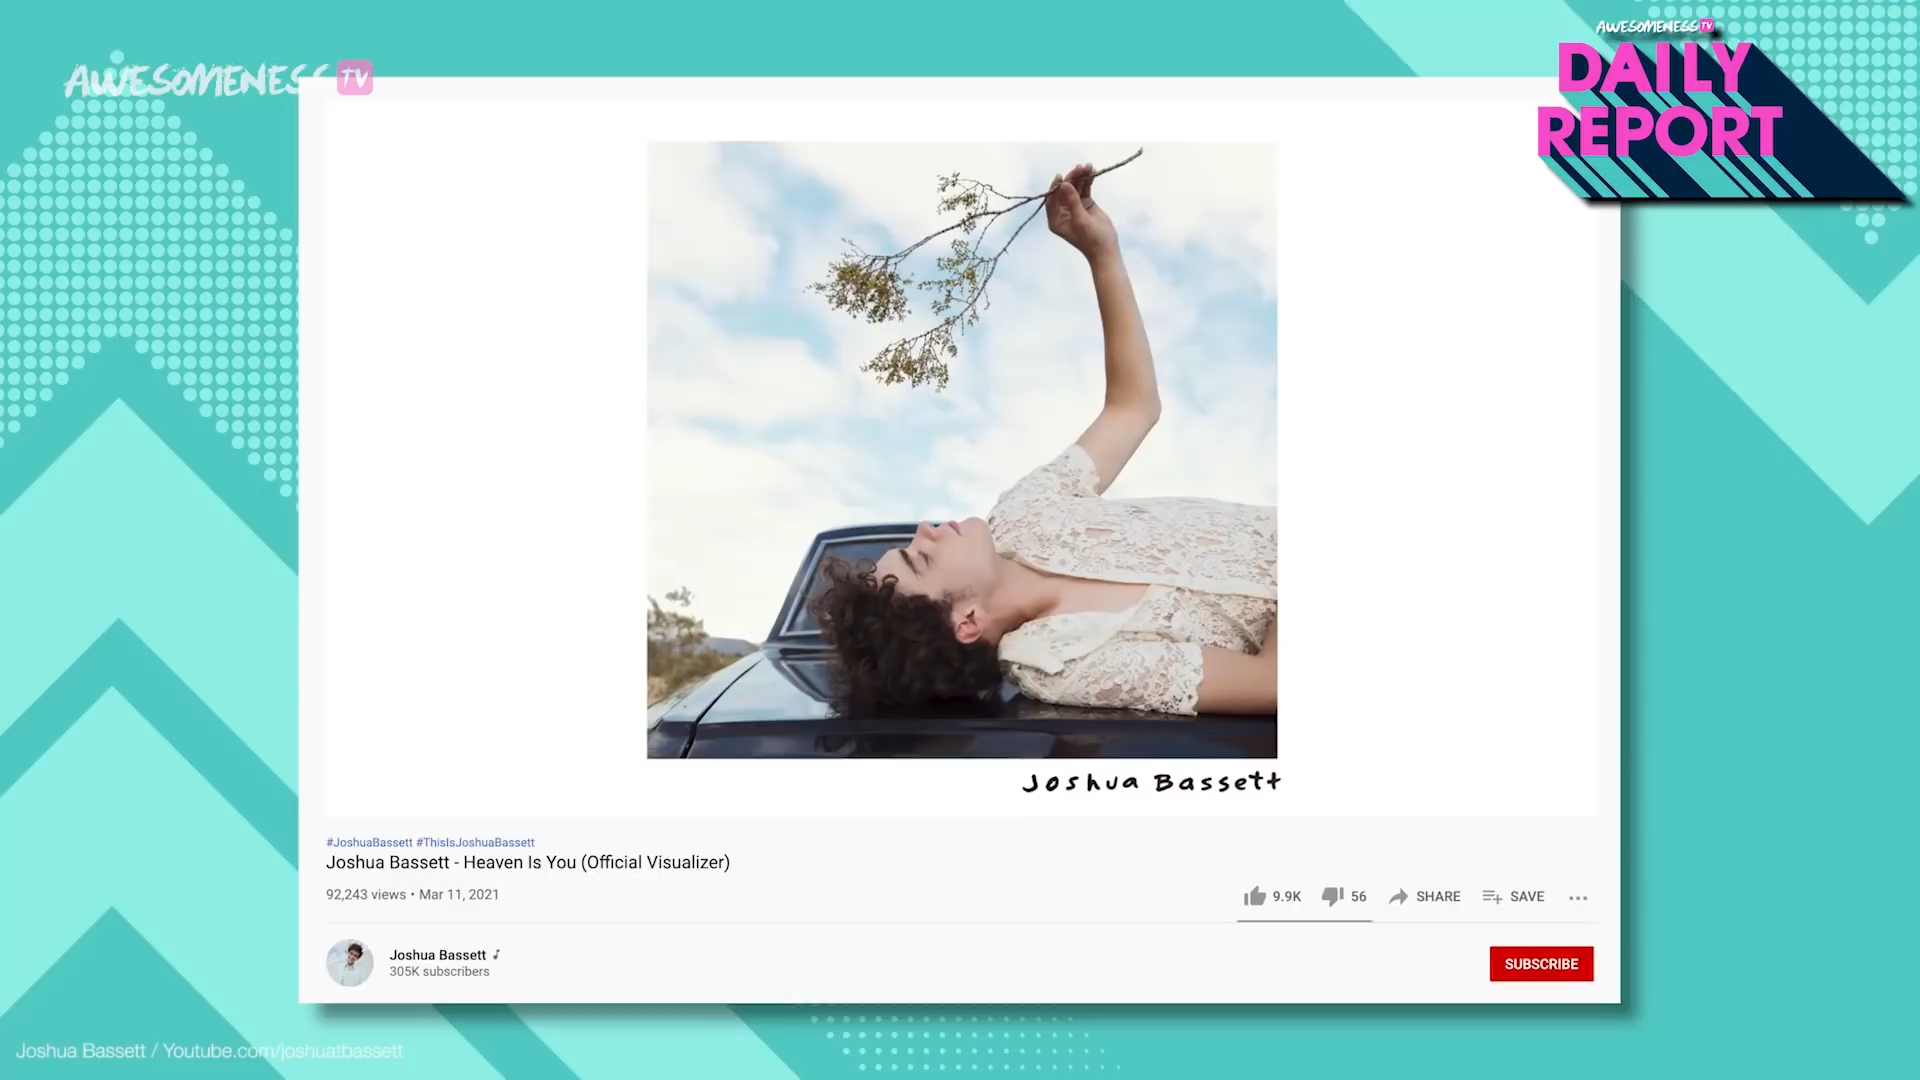 AWESOMENESS TV
AWESOMENESS TV
DAILY
REPORT
Joshua Bassett
#JoshuaBassett #ThisIsJoshuaBassett
Joshua Bassett - Heaven Is You (Official Visualizer)
92,243 views • Mar 11, 2021
9.9K 56 SHARE SAVE
Joshua Bassett
305K subscribers
SUBSCRIBE
Joshua Bassett / Youtube.com/joshuatbassett